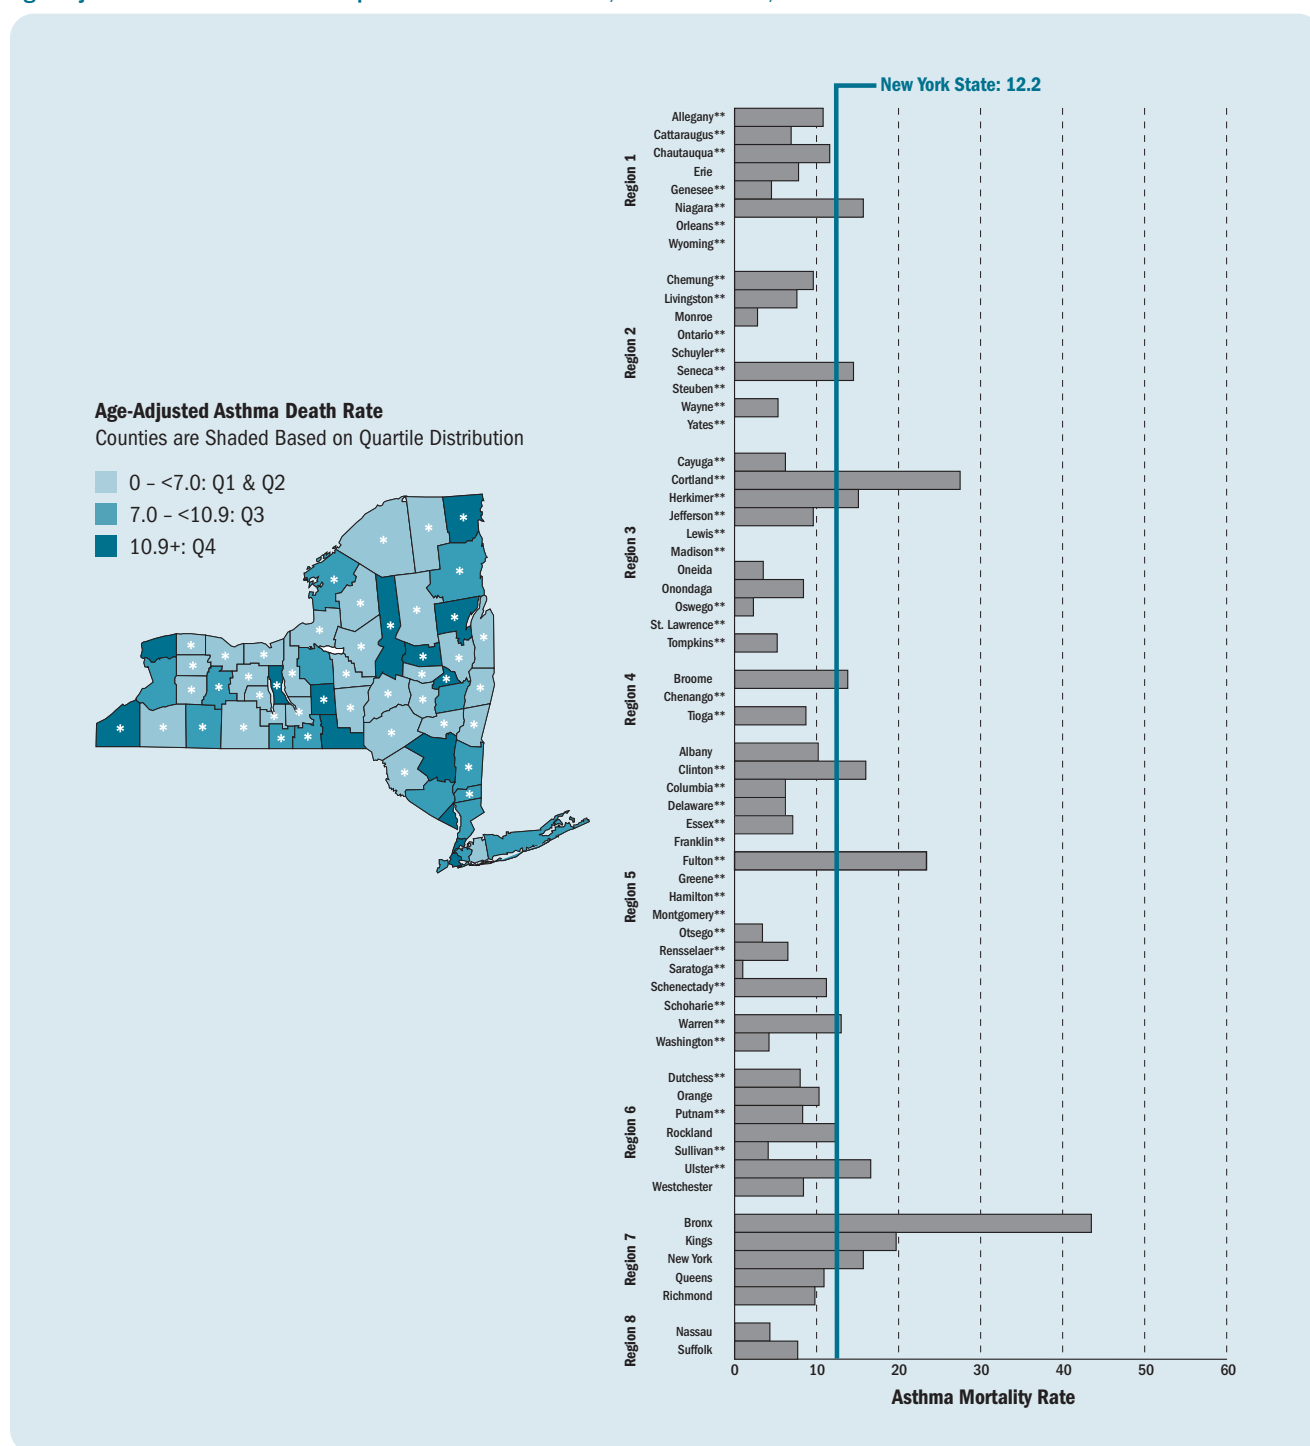 New York State: 12.2
Age-Adjusted Asthma Death Rate
Counties are Shaded Based on Quartile Distribution
0 – <7.0: Q1 & Q2
7.0 – <10.9: Q3
10.9+: Q4
Region 1
Allegany**
Cattaraugus**
Chautauqua**
Erie
Genesee**
Niagara**
Orleans**
Wyoming**
Region 2
Chemung**
Livingston**
Monroe
Ontario**
Schuyler**
Seneca**
Steuben**
Wayne**
Yates**
Region 3
Cayuga**
Cortland**
Herkimer**
Jefferson**
Lewis**
Madison**
Oneida
Onondaga
Oswego**
St. Lawrence**
Tompkins**
Region 4
Broome
Chenango**
Tioga**
Region 5
Albany
Clinton**
Columbia**
Delaware**
Essex**
Franklin**
Fulton**
Greene**
Hamilton**
Montgomery**
Otsego**
Rensselaer**
Saratoga**
Schenectady**
Schoharie**
Warren**
Washington**
Region 6
Dutchess**
Orange
Putnam**
Rockland
Sullivan**
Ulster**
Westchester
Region 7
Bronx
Kings
New York
Queens
Richmond
Region 8
Nassau
Suffolk
0 10 20 30 40 50 60
Asthma Mortality Rate